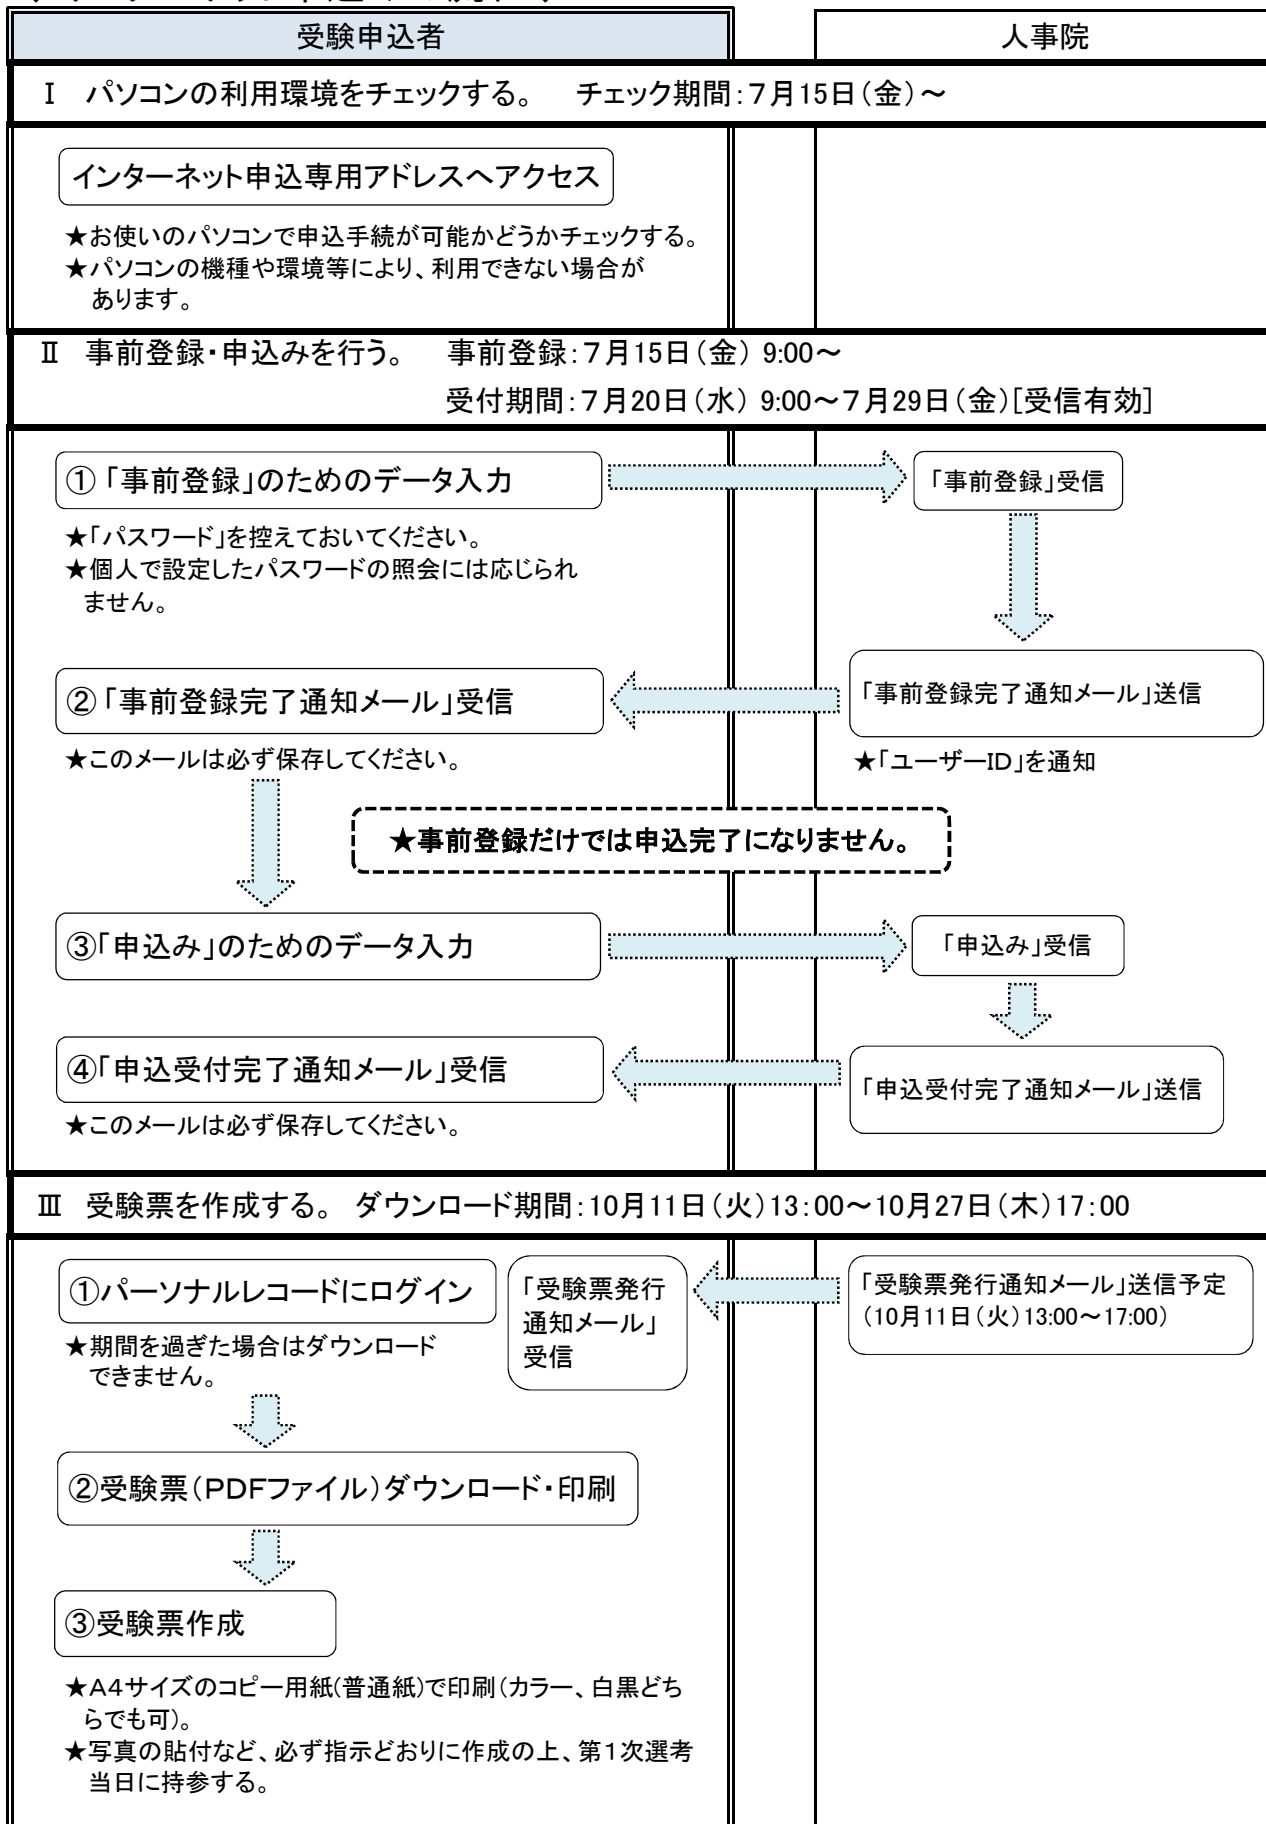 受験申込者
人事院
Ⅰ　パソコンの利用環境をチェックする。　チェック期間：７月15日（金）～
インターネット申込専用アドレスへアクセス
★お使いのパソコンで申込手続が可能かどうかチェックする。
★パソコンの機種や環境等により、利用できない場合が
あります。
Ⅱ　事前登録・申込みを行う。　事前登録：７月15日（金） 9:00～
受付期間：７月20日（水） 9:00～７月29日（金）[受信有効]
①「事前登録」のためのデータ入力
「事前登録」受信
★「パスワード」を控えておいてください。
★個人で設定したパスワードの照会には応じられ
ません。
②「事前登録完了通知メール」受信
「事前登録完了通知メール」送信
★このメールは必ず保存してください。
★「ユーザーID」を通知
★事前登録だけでは申込完了になりません。
③「申込み」のためのデータ入力
「申込み」受信
④「申込受付完了通知メール」受信
「申込受付完了通知メール」送信
★このメールは必ず保存してください。
Ⅲ　受験票を作成する。 ダウンロード期間：10月11日（火）13：00～10月27日（木）17：00
①パーソナルレコードにログイン
「受験票発行
通知メール」
受信
「受験票発行通知メール」送信予定
（10月11日（火）13:00～17:00）
★期間を過ぎた場合はダウンロード
できません。
②受験票（ＰＤＦファイル）ダウンロード・印刷
③受験票作成
★Ａ４サイズのコピー用紙(普通紙)で印刷（カラー、白黒どち
らでも可）。
★写真の貼付など、必ず指示どおりに作成の上、第１次選考
当日に持参する。